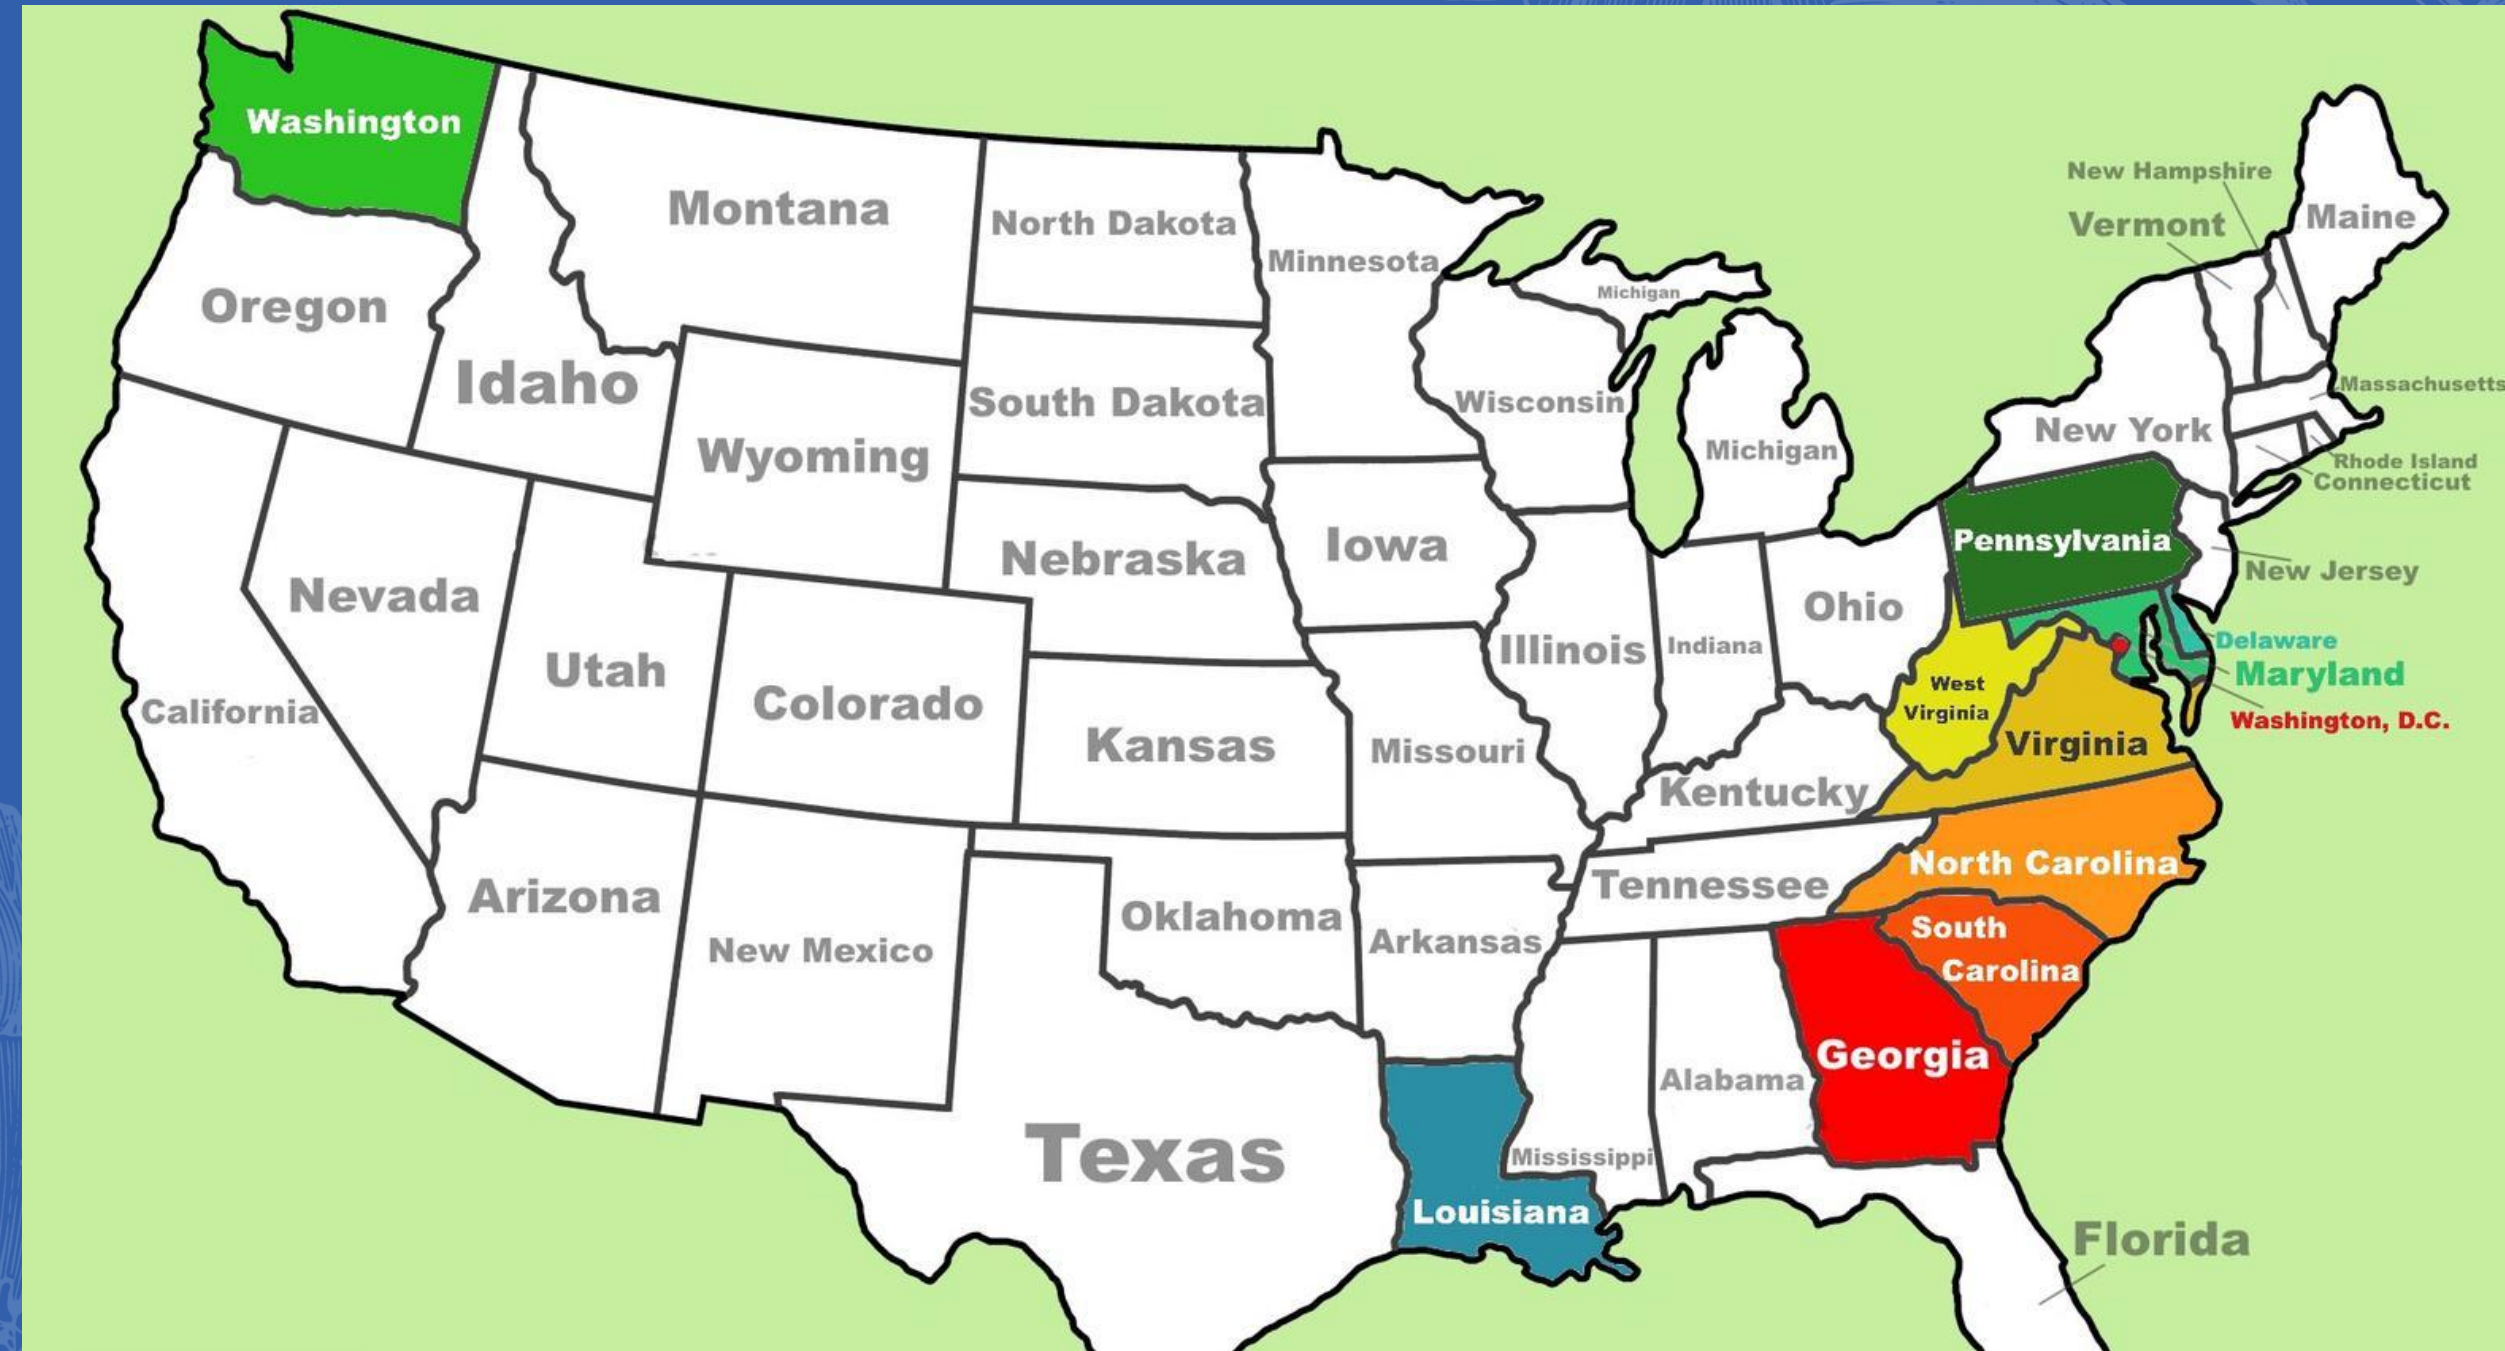 Washington
New Hampshire
Vermont
Maine
Montana
North Dakota
Minnesota
Michigan
Oregon
Idaho
South Dakota
Wisconsin
Michigan
New York
Massachusetts
Rhode Island
Connecticut
Wyoming
Nebraska
Iowa
Pennsylvania
New Jersey
Nevada
Utah
Colorado
Illinois
Indiana
Ohio
Delaware
Maryland
West
Virginia
Washington, D.C.
California
Kansas
Missouri
Kentucky
Virginia
North Carolina
Arizona
New Mexico
Oklahoma
Arkansas
Tennessee
South
Carolina
Georgia
Alabama
Mississippi
Texas
Louisiana
Florida